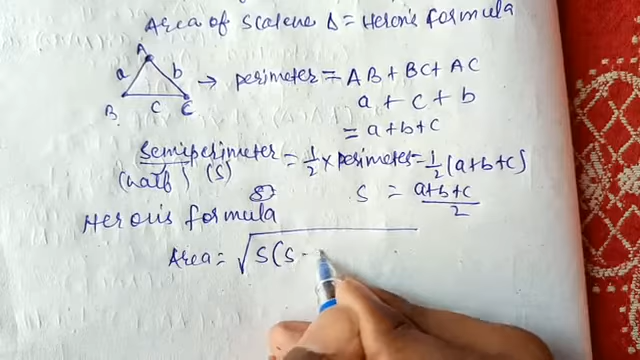 Area of scalene Δ = Heron's formula
A
a b → perimeter = AB + BC + AC
B c C a + c + b
= a+b+c
Semiperimeter = 1/2 × perimeter = 1/2 (a+b+c)
(half) (S) S = a+b+c/2
(S)
Heron's formula
Area = √S(S -